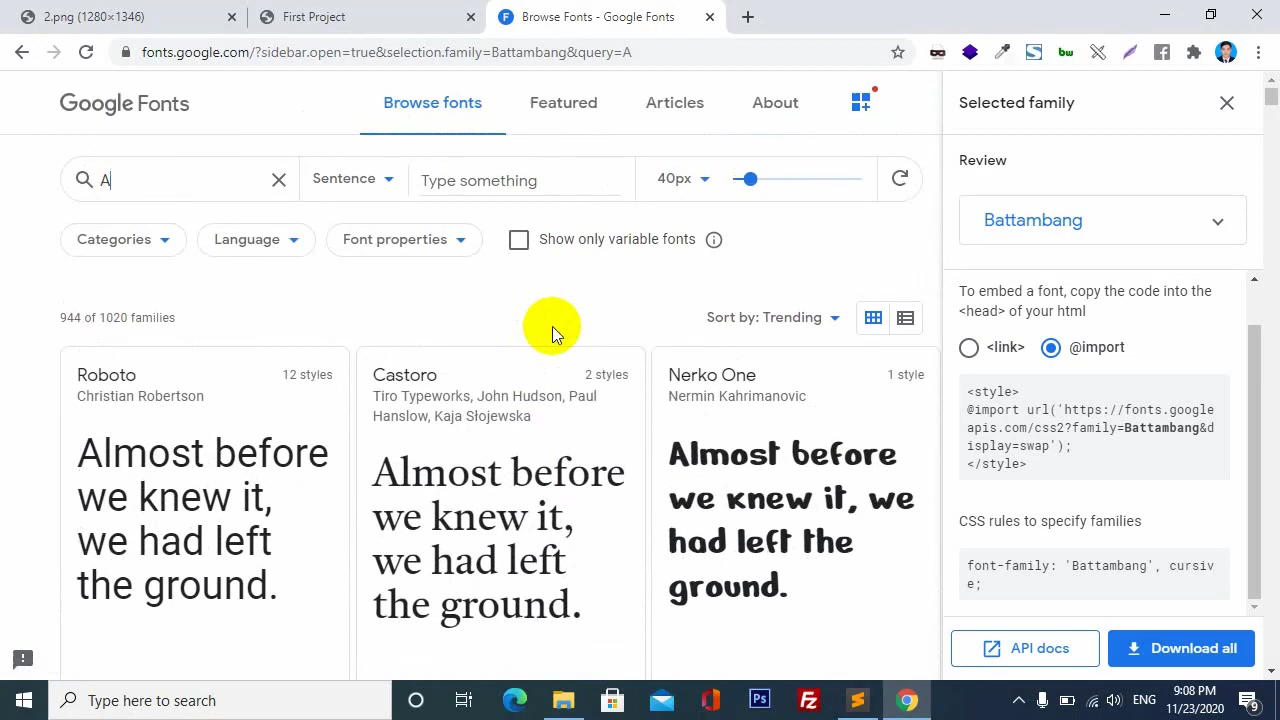 2.png (1280×1346)
First Project
Browse Fonts - Google Fonts
fonts.google.com/?sidebar.open=true&selection.family=Battambang&query=A
Google Fonts
Browse fonts
Featured
Articles
About
Selected family
A
Sentence
Type something
40px
Review
Battambang
Categories
Language
Font properties
Show only variable fonts
944 of 1020 families
Sort by: Trending
To embed a font, copy the code into the
<head> of your html
<link>
@import
<style>
@import url('https://fonts.google
apis.com/css2?family=Battambang&d
isplay=swap');
</style>
CSS rules to specify families
font-family: 'Battambang', cursiv
e;
API docs
Download all
Roboto
12 styles
Christian Robertson
Almost before
we knew it,
we had left
the ground.
Castoro
2 styles
Tiro Typeworks, John Hudson, Paul
Hanslow, Kaja Słojewska
Almost before
we knew it,
we had left
the ground.
Nerko One
1 style
Nermin Kahrimanovic
Almost before
we knew it, we
had left the
ground.
Type here to search
ENG
9:08 PM
11/23/2020